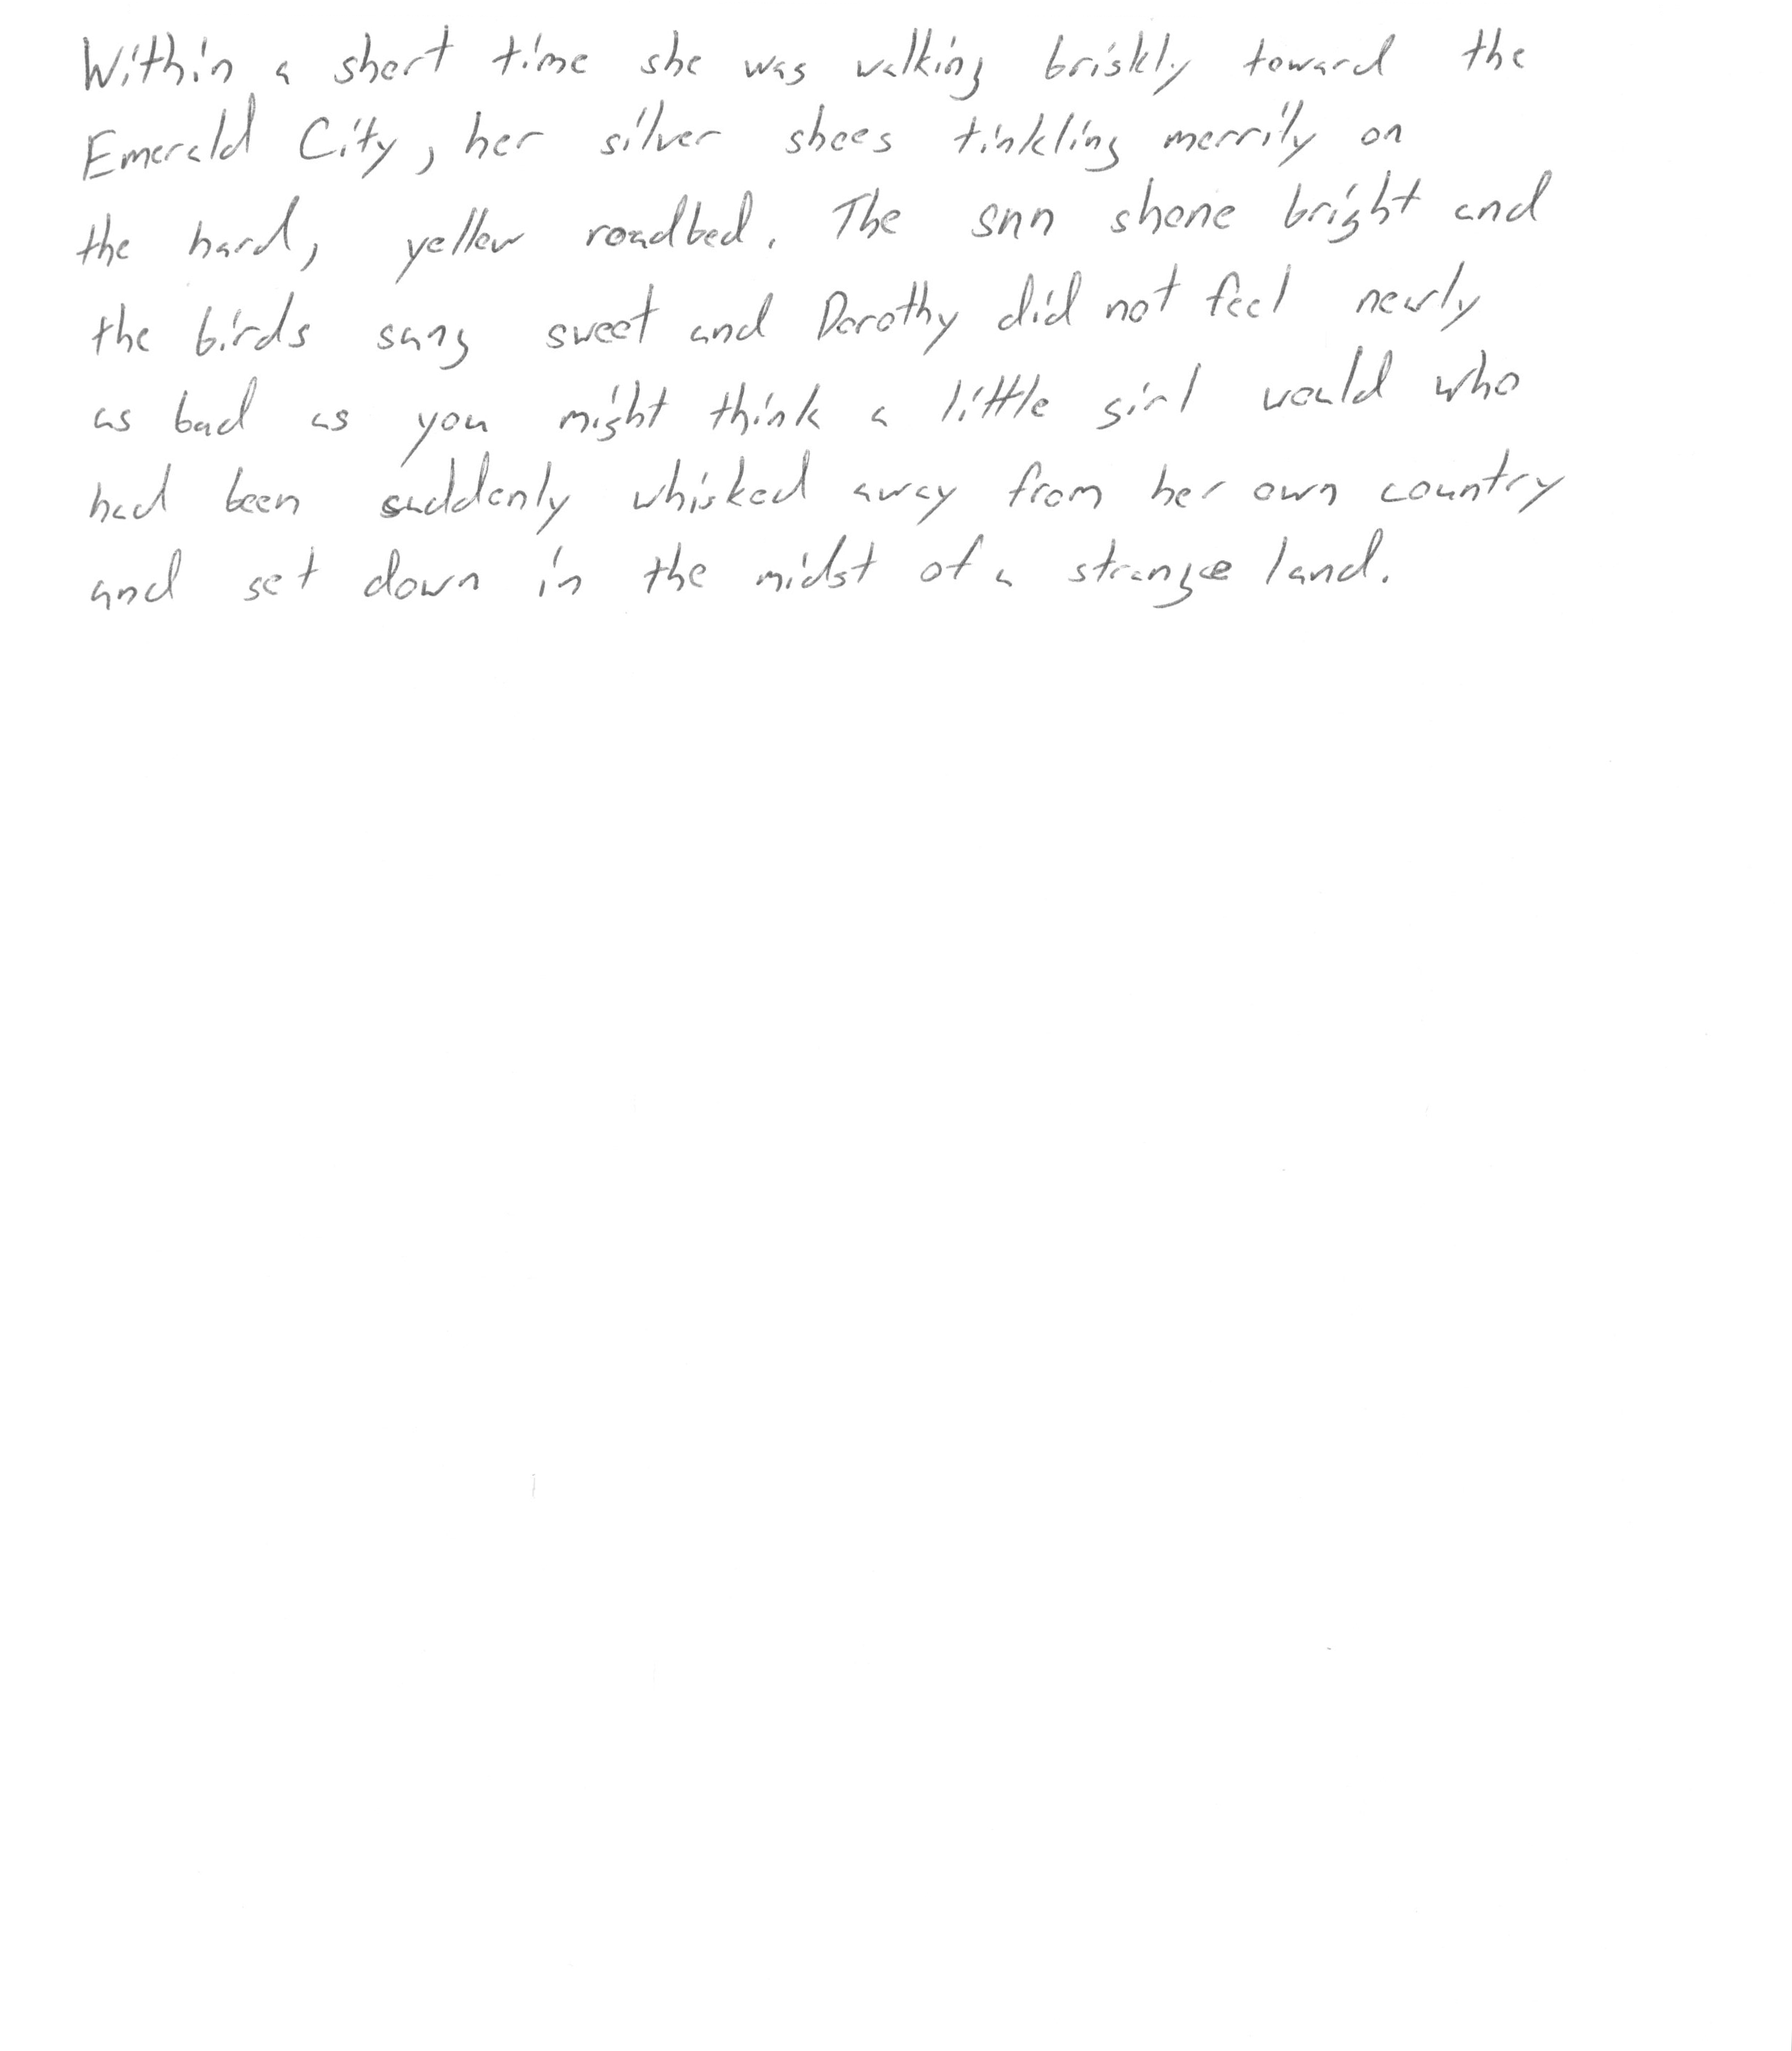 Within a short time she was walking briskly toward the
Emerald City, her silver shoes tinkling merrily on
the hard, yellow roadbed. The sun shone bright and
the birds sang sweet and Dorothy did not feel nearly
as bad as you might think a little girl would who
had been suddenly whisked away from her own country
and set down in the midst of a strange land.